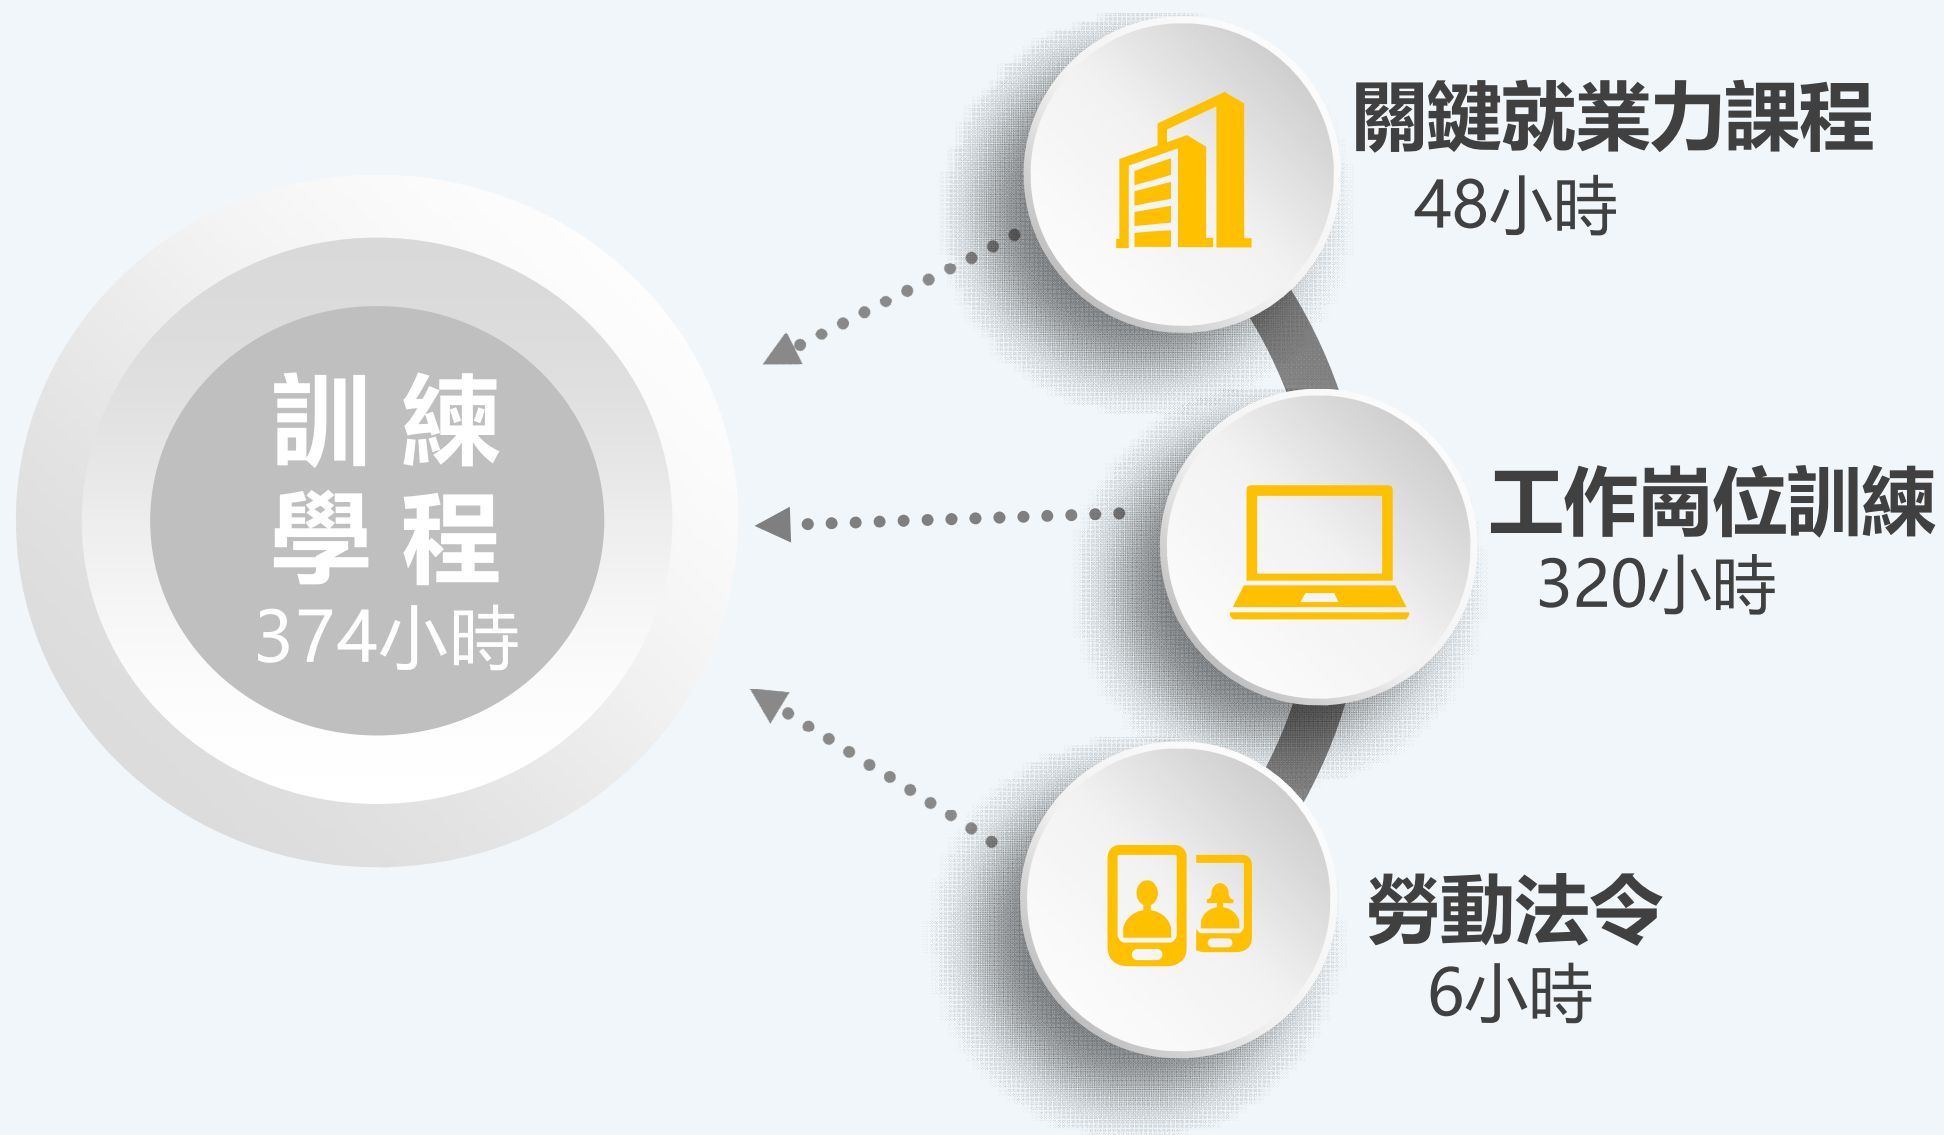 訓練
學程
374小時
關鍵就業力課程
48小時
工作崗位訓練
320小時
勞動法令
6小時